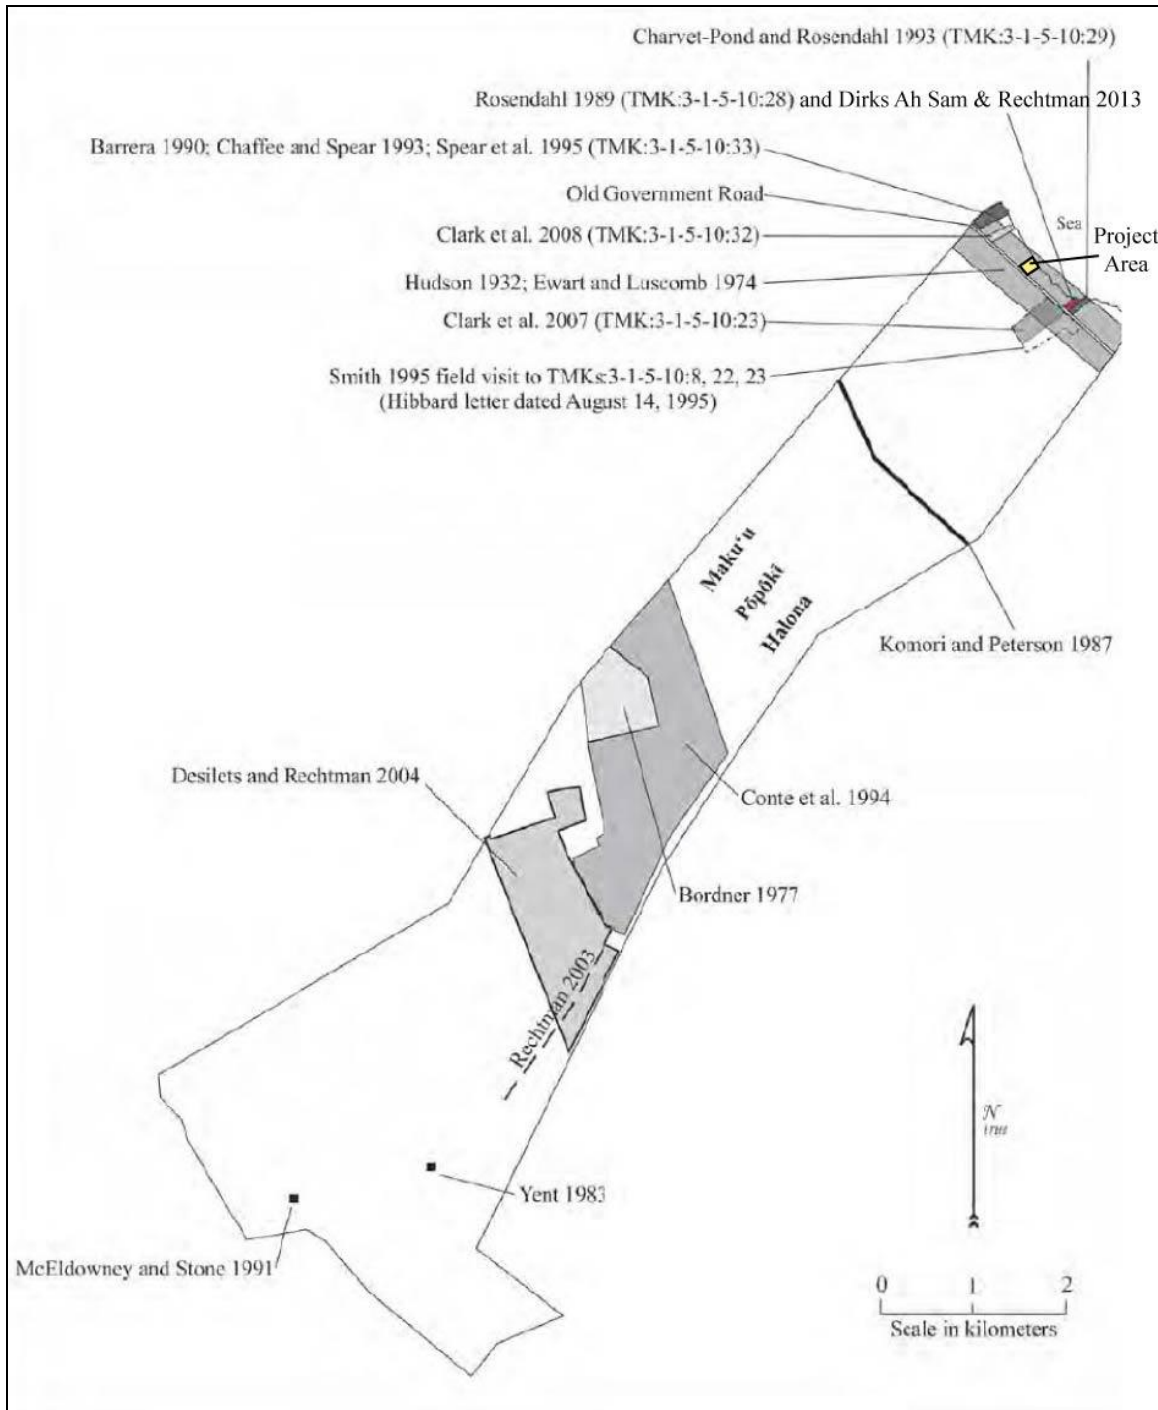 Charvet-Pond and Rosendahl 1993 (TMK:3-1-5-10:29)
Rosendahl 1989 (TMK:3-1-5-10:28) and Dirks Ah Sam & Rechtman 2013
Barrera 1990; Chaffee and Spear 1993; Spear et al. 1995 (TMK:3-1-5-10:33)
Old Government Road
Sea
Clark et al. 2008 (TMK:3-1-5-10:32)
Project
Area
Hudson 1932; Ewart and Luscomb 1974
Clark et al. 2007 (TMK:3-1-5-10:23)
Smith 1995 field visit to TMKs:3-1-5-10:8, 22, 23
(Hibbard letter dated August 14, 1995)
Maku‘u
Pōpōkī
Halona
Komori and Peterson 1987
Desilets and Rechtman 2004
Conte et al. 1994
Bordner 1977
Rechtman 2003
N
true
Yent 1983
McEldowney and Stone 1991
0 1 2
Scale in kilometers